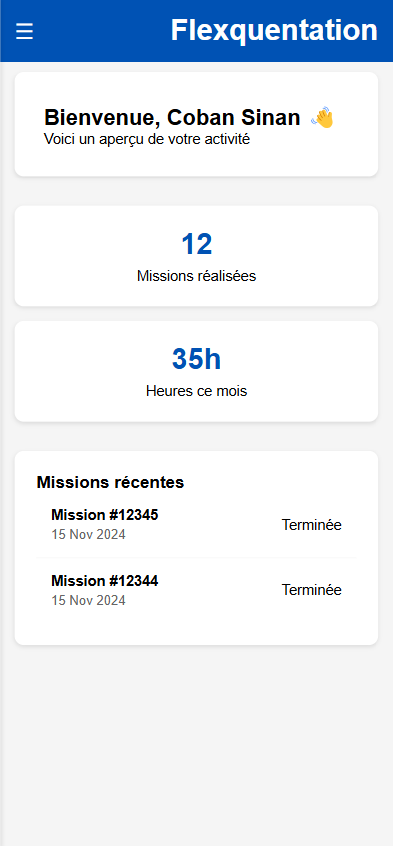 ☰ Flexquentation
Bienvenue, Coban Sinan 👋
Voici un aperçu de votre activité
12
Missions réalisées
35h
Heures ce mois
Missions récentes
Mission #12345
15 Nov 2024
Terminée
Mission #12344
15 Nov 2024
Terminée